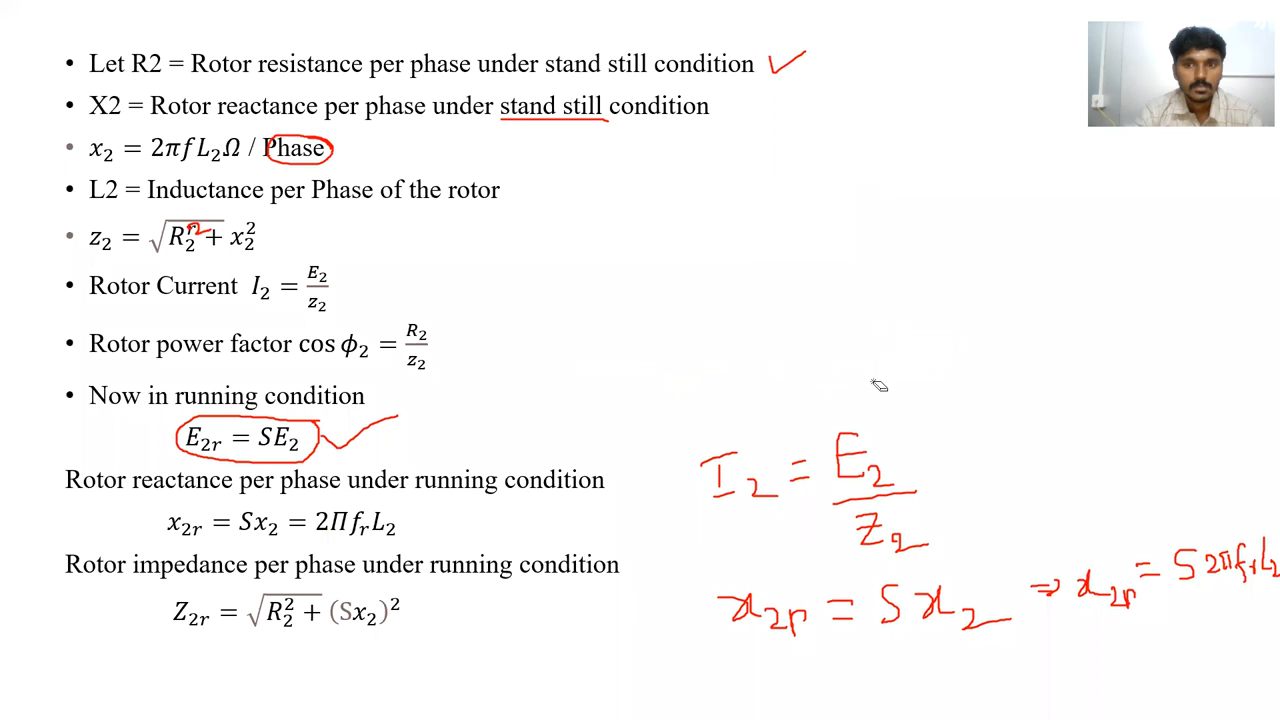 • Let R2 = Rotor resistance per phase under stand still condition
• X2 = Rotor reactance per phase under stand still condition
• x₂ = 2πfL₂Ω / Phase
• L2 = Inductance per Phase of the rotor
• z₂ = √R₂² + x₂²
• Rotor Current I₂ = E₂/z₂
• Rotor power factor cos ϕ₂ = R₂/z₂
• Now in running condition
E₂ᵣ = SE₂
Rotor reactance per phase under running condition
x₂ᵣ = Sx₂ = 2ΠfᵣL₂
Rotor impedance per phase under running condition
Z₂ᵣ = √R₂² + (Sx₂)²
I₂ = E₂/Z₂
x₂ᵣ = Sx₂ ⇒ x₂ᵣ = S2πfᵣL₂